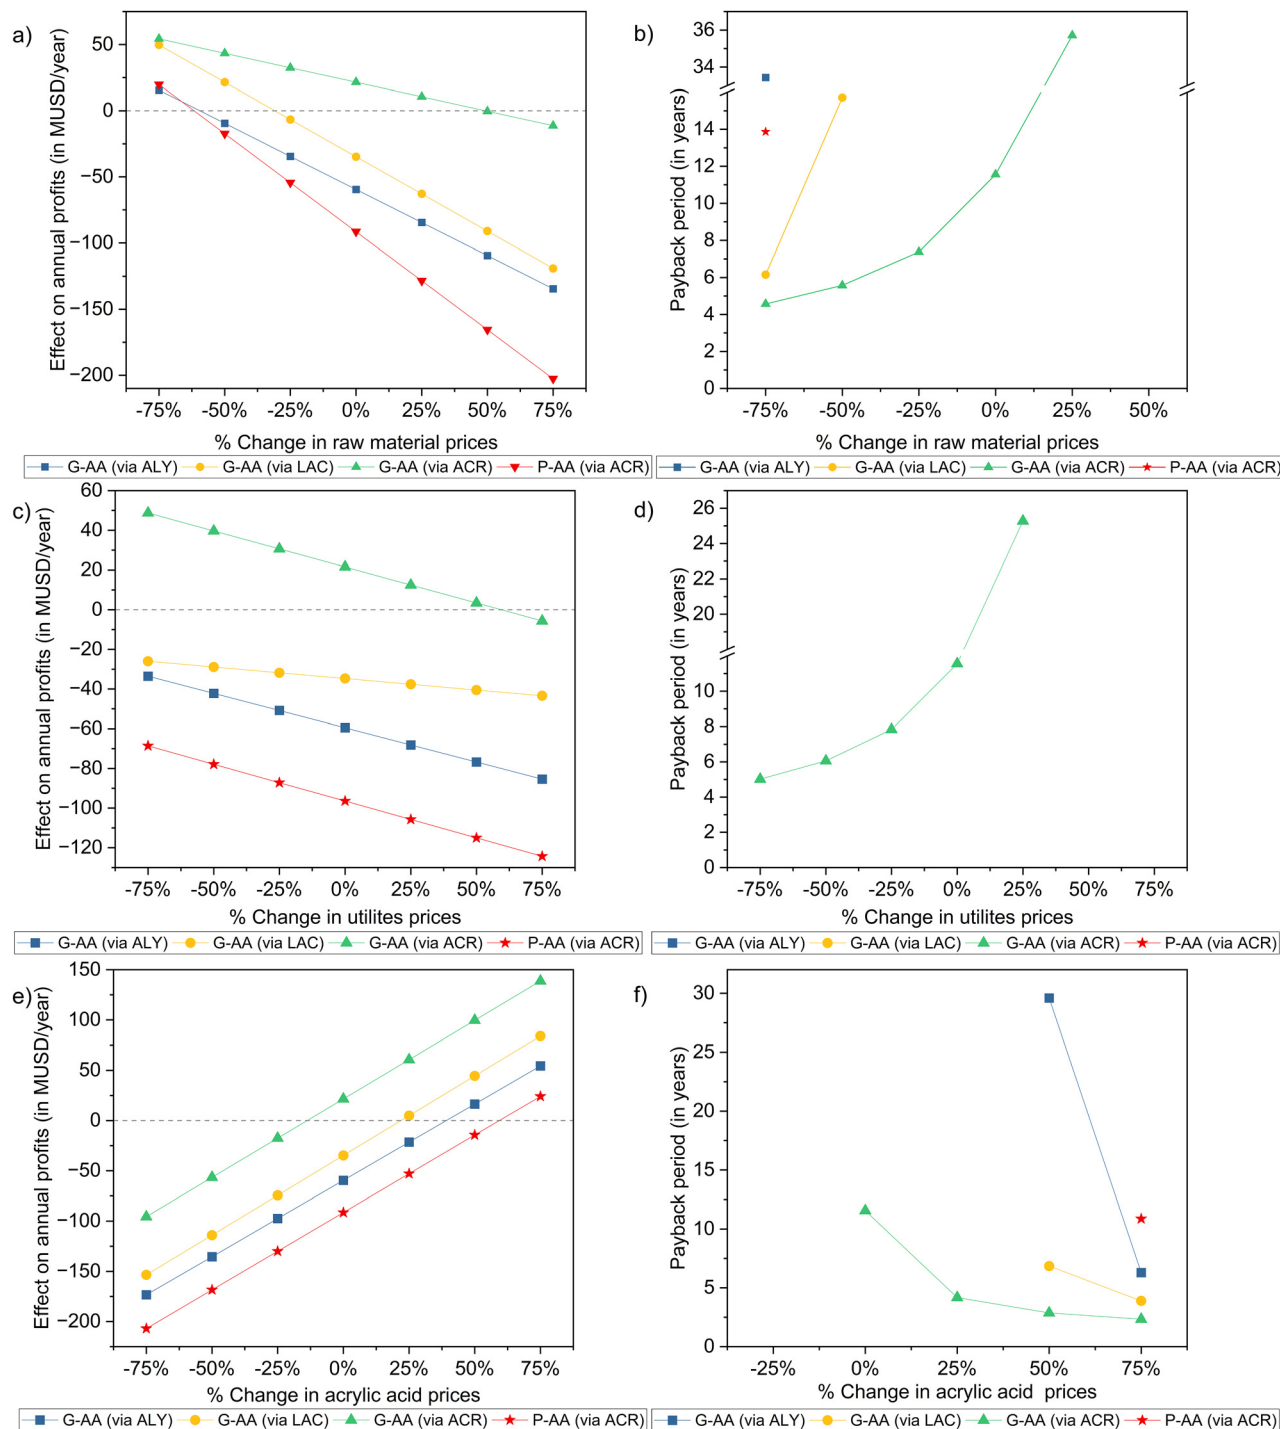 a)
Effect on annual profits (in MUSD/year)
50
0
−50
−100
−150
−200
-75% -50% -25% 0% 25% 50% 75%
% Change in raw material prices
G-AA (via ALY) G-AA (via LAC) G-AA (via ACR) P-AA (via ACR)
b)
Payback period (in years)
36
34
14
12
10
8
6
4
2
0
-75% -50% -25% 0% 25% 50%
% Change in raw material prices
G-AA (via ALY) G-AA (via LAC) G-AA (via ACR) P-AA (via ACR)
c)
Effect on annual profits (in MUSD/year)
60
40
20
0
−20
−40
−60
−80
−100
−120
-75% -50% -25% 0% 25% 50% 75%
% Change in utilites prices
G-AA (via ALY) G-AA (via LAC) G-AA (via ACR) P-AA (via ACR)
d)
Payback period (in years)
26
24
22
20
10
8
6
4
2
0
-75% -50% -25% 0% 25% 50% 75%
% Change in utilites prices
G-AA (via ALY) G-AA (via LAC) G-AA (via ACR) P-AA (via ACR)
e)
Effect on annual profits (in MUSD/year)
150
100
50
0
−50
−100
−150
−200
-75% -50% -25% 0% 25% 50% 75%
% Change in acrylic acid prices
G-AA (via ALY) G-AA (via LAC) G-AA (via ACR) P-AA (via ACR)
f)
Payback period (in years)
30
25
20
15
10
5
0
-25% 0% 25% 50% 75%
% Change in acrylic acid prices
G-AA (via ALY) G-AA (via LAC) G-AA (via ACR) P-AA (via ACR)